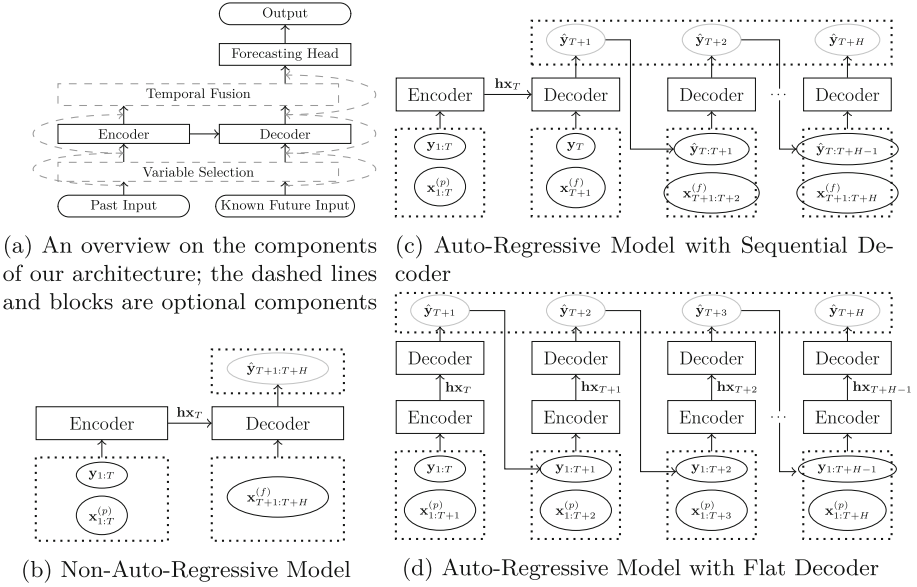 Output
Forecasting Head
Temporal Fusion
Encoder
Decoder
Variable Selection
Past Input
Known Future Input
(a) An overview on the components
of our architecture; the dashed lines
and blocks are optional components
ŷ_{T+1:T+H}
Encoder
hx_T
Decoder
y_{1:T}
x^{(p)}_{1:T}
x^{(f)}_{T+1:T+H}
(b) Non-Auto-Regressive Model
ŷ_{T+1}
ŷ_{T+2}
ŷ_{T+H}
Encoder
hx_T
Decoder
Decoder
...
Decoder
y_{1:T}
y_T
ŷ_{T:T+1}
ŷ_{T:T+H−1}
x^{(p)}_{1:T}
x^{(f)}_{T+1}
x^{(f)}_{T+1:T+2}
x^{(f)}_{T+1:T+H}
(c) Auto-Regressive Model with Sequential De-
coder
ŷ_{T+1}
ŷ_{T+2}
ŷ_{T+3}
ŷ_{T+H}
Decoder
Decoder
Decoder
Decoder
hx_T
hx_{T+1}
hx_{T+2}
hx_{T+H−1}
Encoder
Encoder
Encoder
...
Encoder
y_{1:T}
y_{1:T+1}
y_{1:T+2}
y_{1:T+H−1}
x^{(p)}_{1:T+1}
x^{(p)}_{1:T+2}
x^{(p)}_{1:T+3}
x^{(p)}_{1:T+H}
(d) Auto-Regressive Model with Flat Decoder